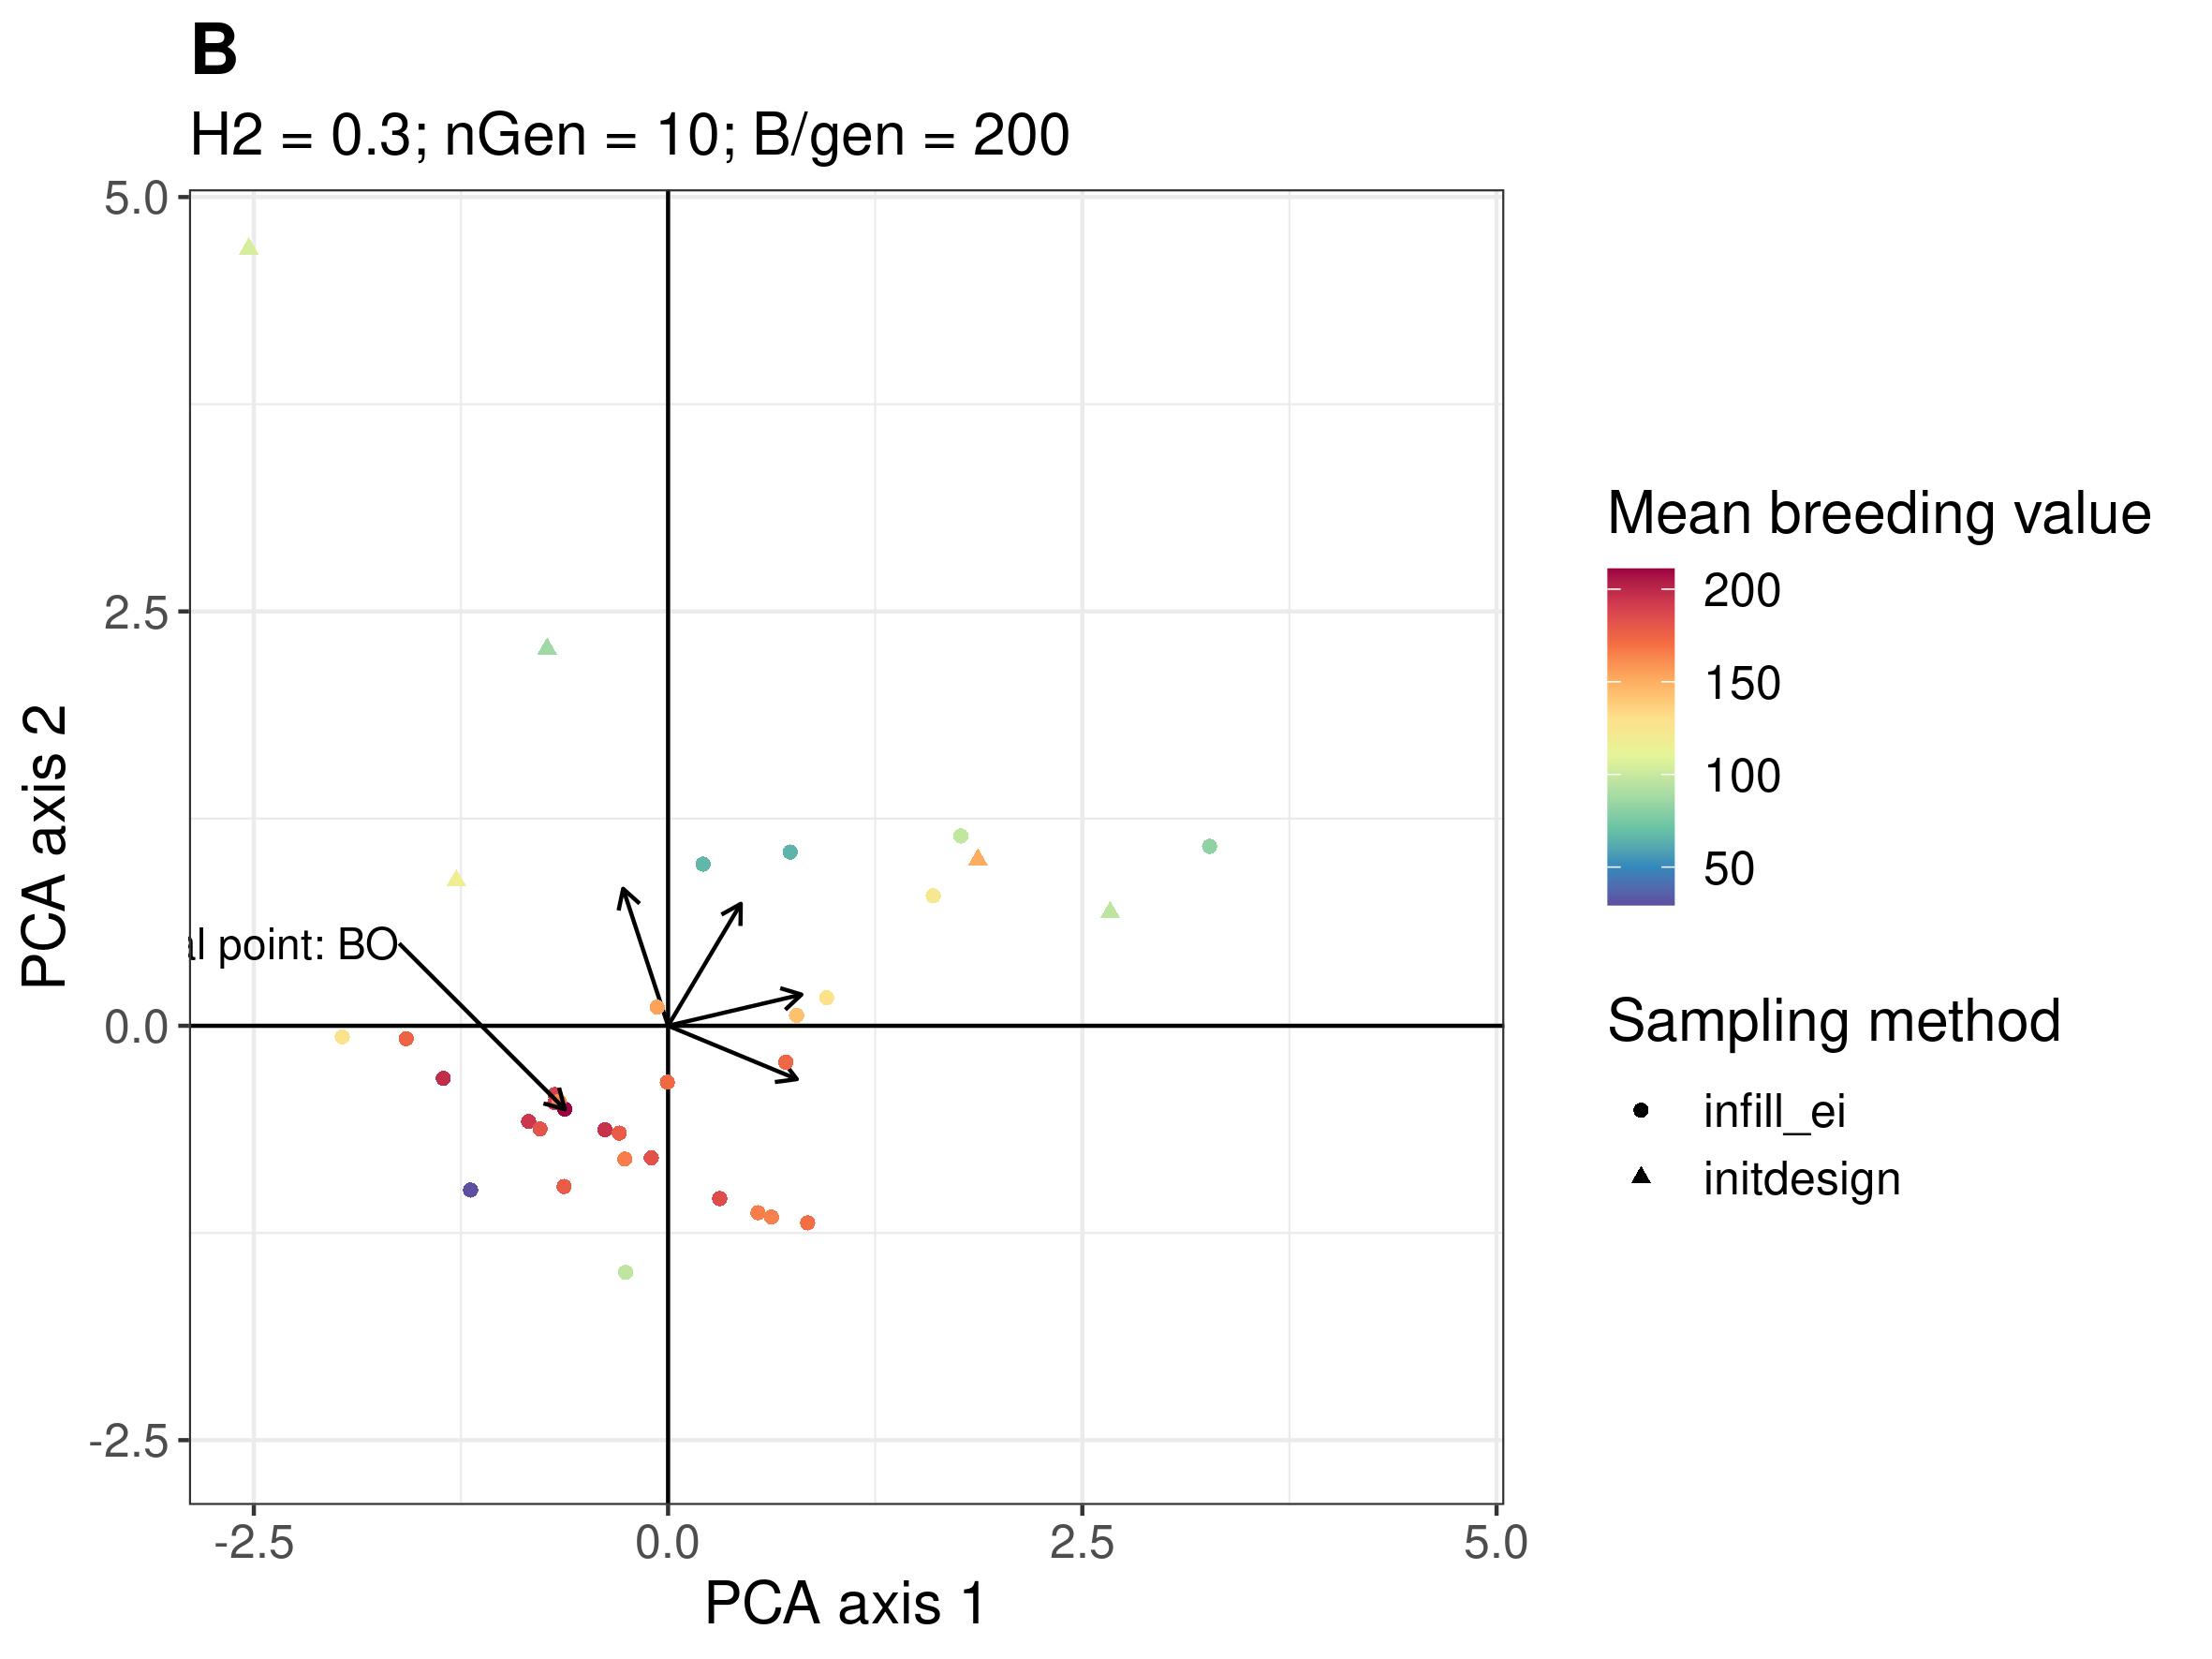 B
H2 = 0.3; nGen = 10; B/gen = 200
5.0
2.5
0.0
-2.5
PCA axis 2
point: BO
-2.5
0.0
2.5
5.0
PCA axis 1
Mean breeding value
200
150
100
50
Sampling method
infill_ei
initdesign